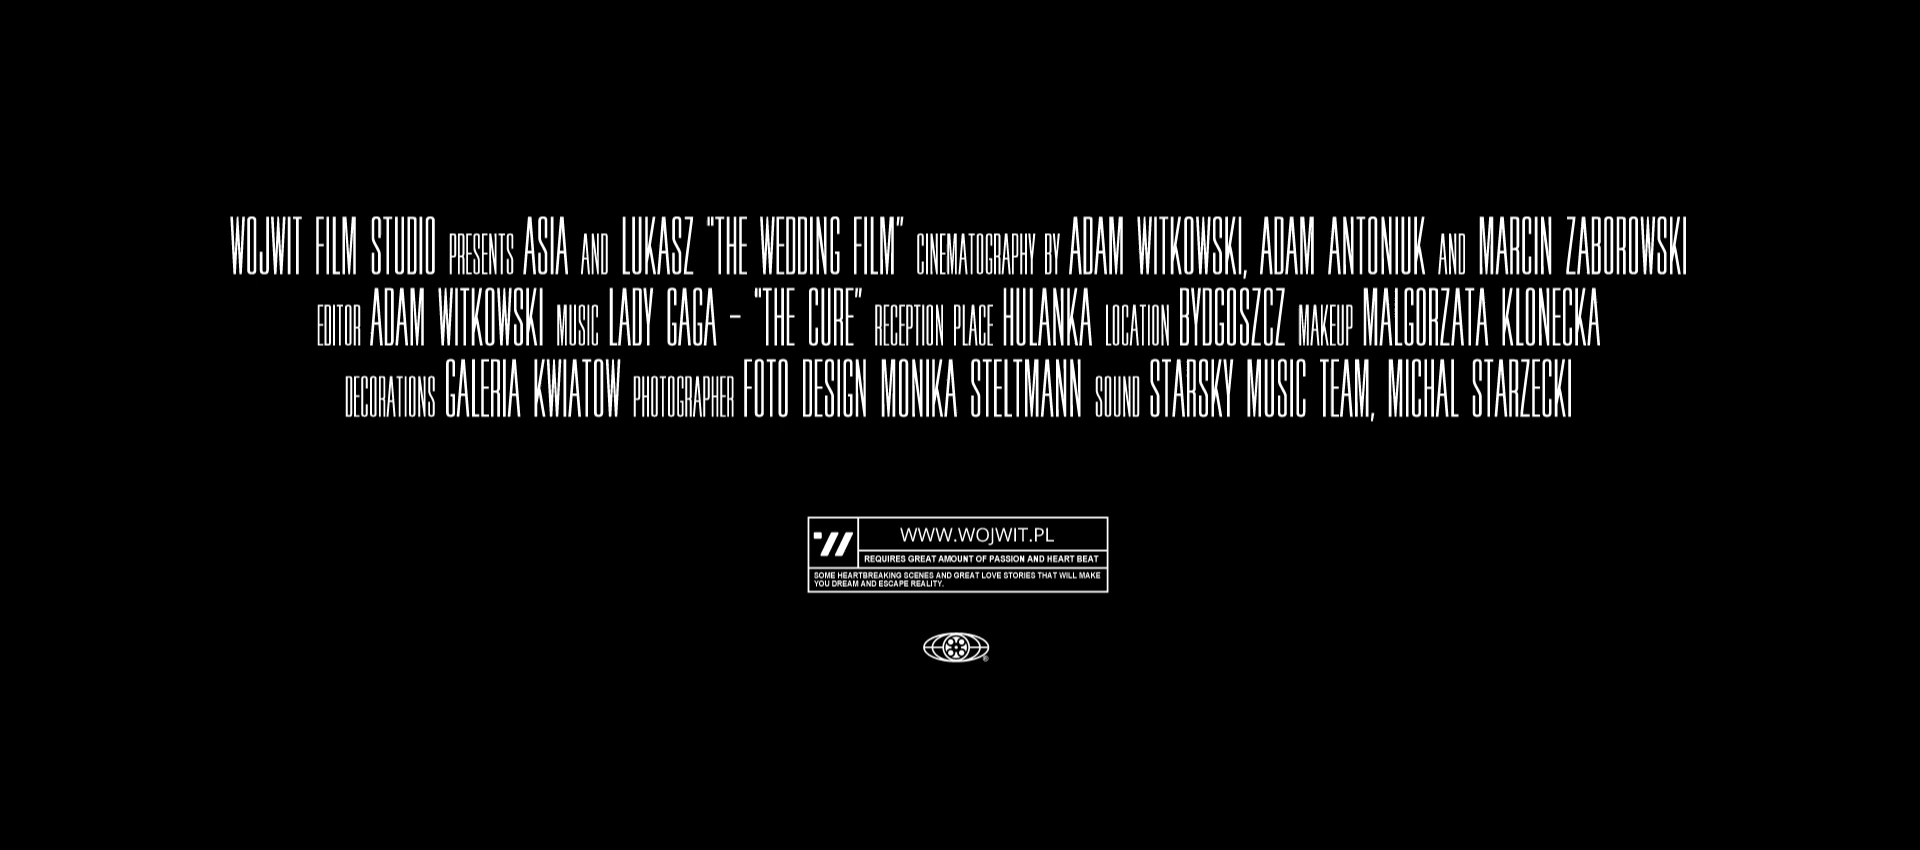 WOJWIT FILM STUDIO PRESENTS ASIA AND LUKASZ "THE WEDDING FILM" CINEMATOGRAPHY BY ADAM WITKOWSKI, ADAM ANTONIUK AND MARCIN ZABOROWSKI
EDITOR ADAM WITKOWSKI MUSIC LADY GAGA - "THE CURE" RECEPTION PLACE HULANKA LOCATION BYDGOSZCZ MAKEUP MALGORZATA KLONECKA
DECORATIONS GALERIA KWIATOW PHOTOGRAPHER FOTO DESIGN MONIKA STELTMANN SOUND STARSKY MUSIC TEAM, MICHAL STARZECKI
WWW.WOJWIT.PL
REQUIRES GREAT AMOUNT OF PASSION AND HEART BEAT
SOME HEARTBREAKING SCENES AND GREAT LOVE STORIES THAT WILL MAKE
YOU DREAM AND ESCAPE REALITY.